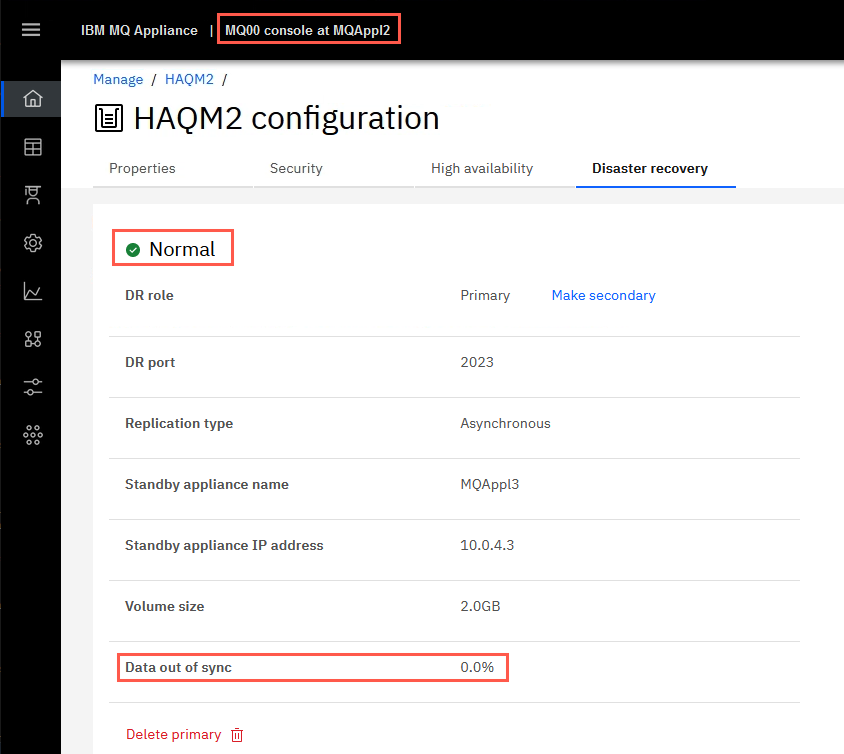 IBM MQ Appliance | MQ00 console at MQAppl2
Manage / HAQM2 /
HAQM2 configuration
Properties Security High availability Disaster recovery
Normal
DR role Primary Make secondary
DR port 2023
Replication type Asynchronous
Standby appliance name MQAppl3
Standby appliance IP address 10.0.4.3
Volume size 2.0GB
Data out of sync 0.0%
Delete primary